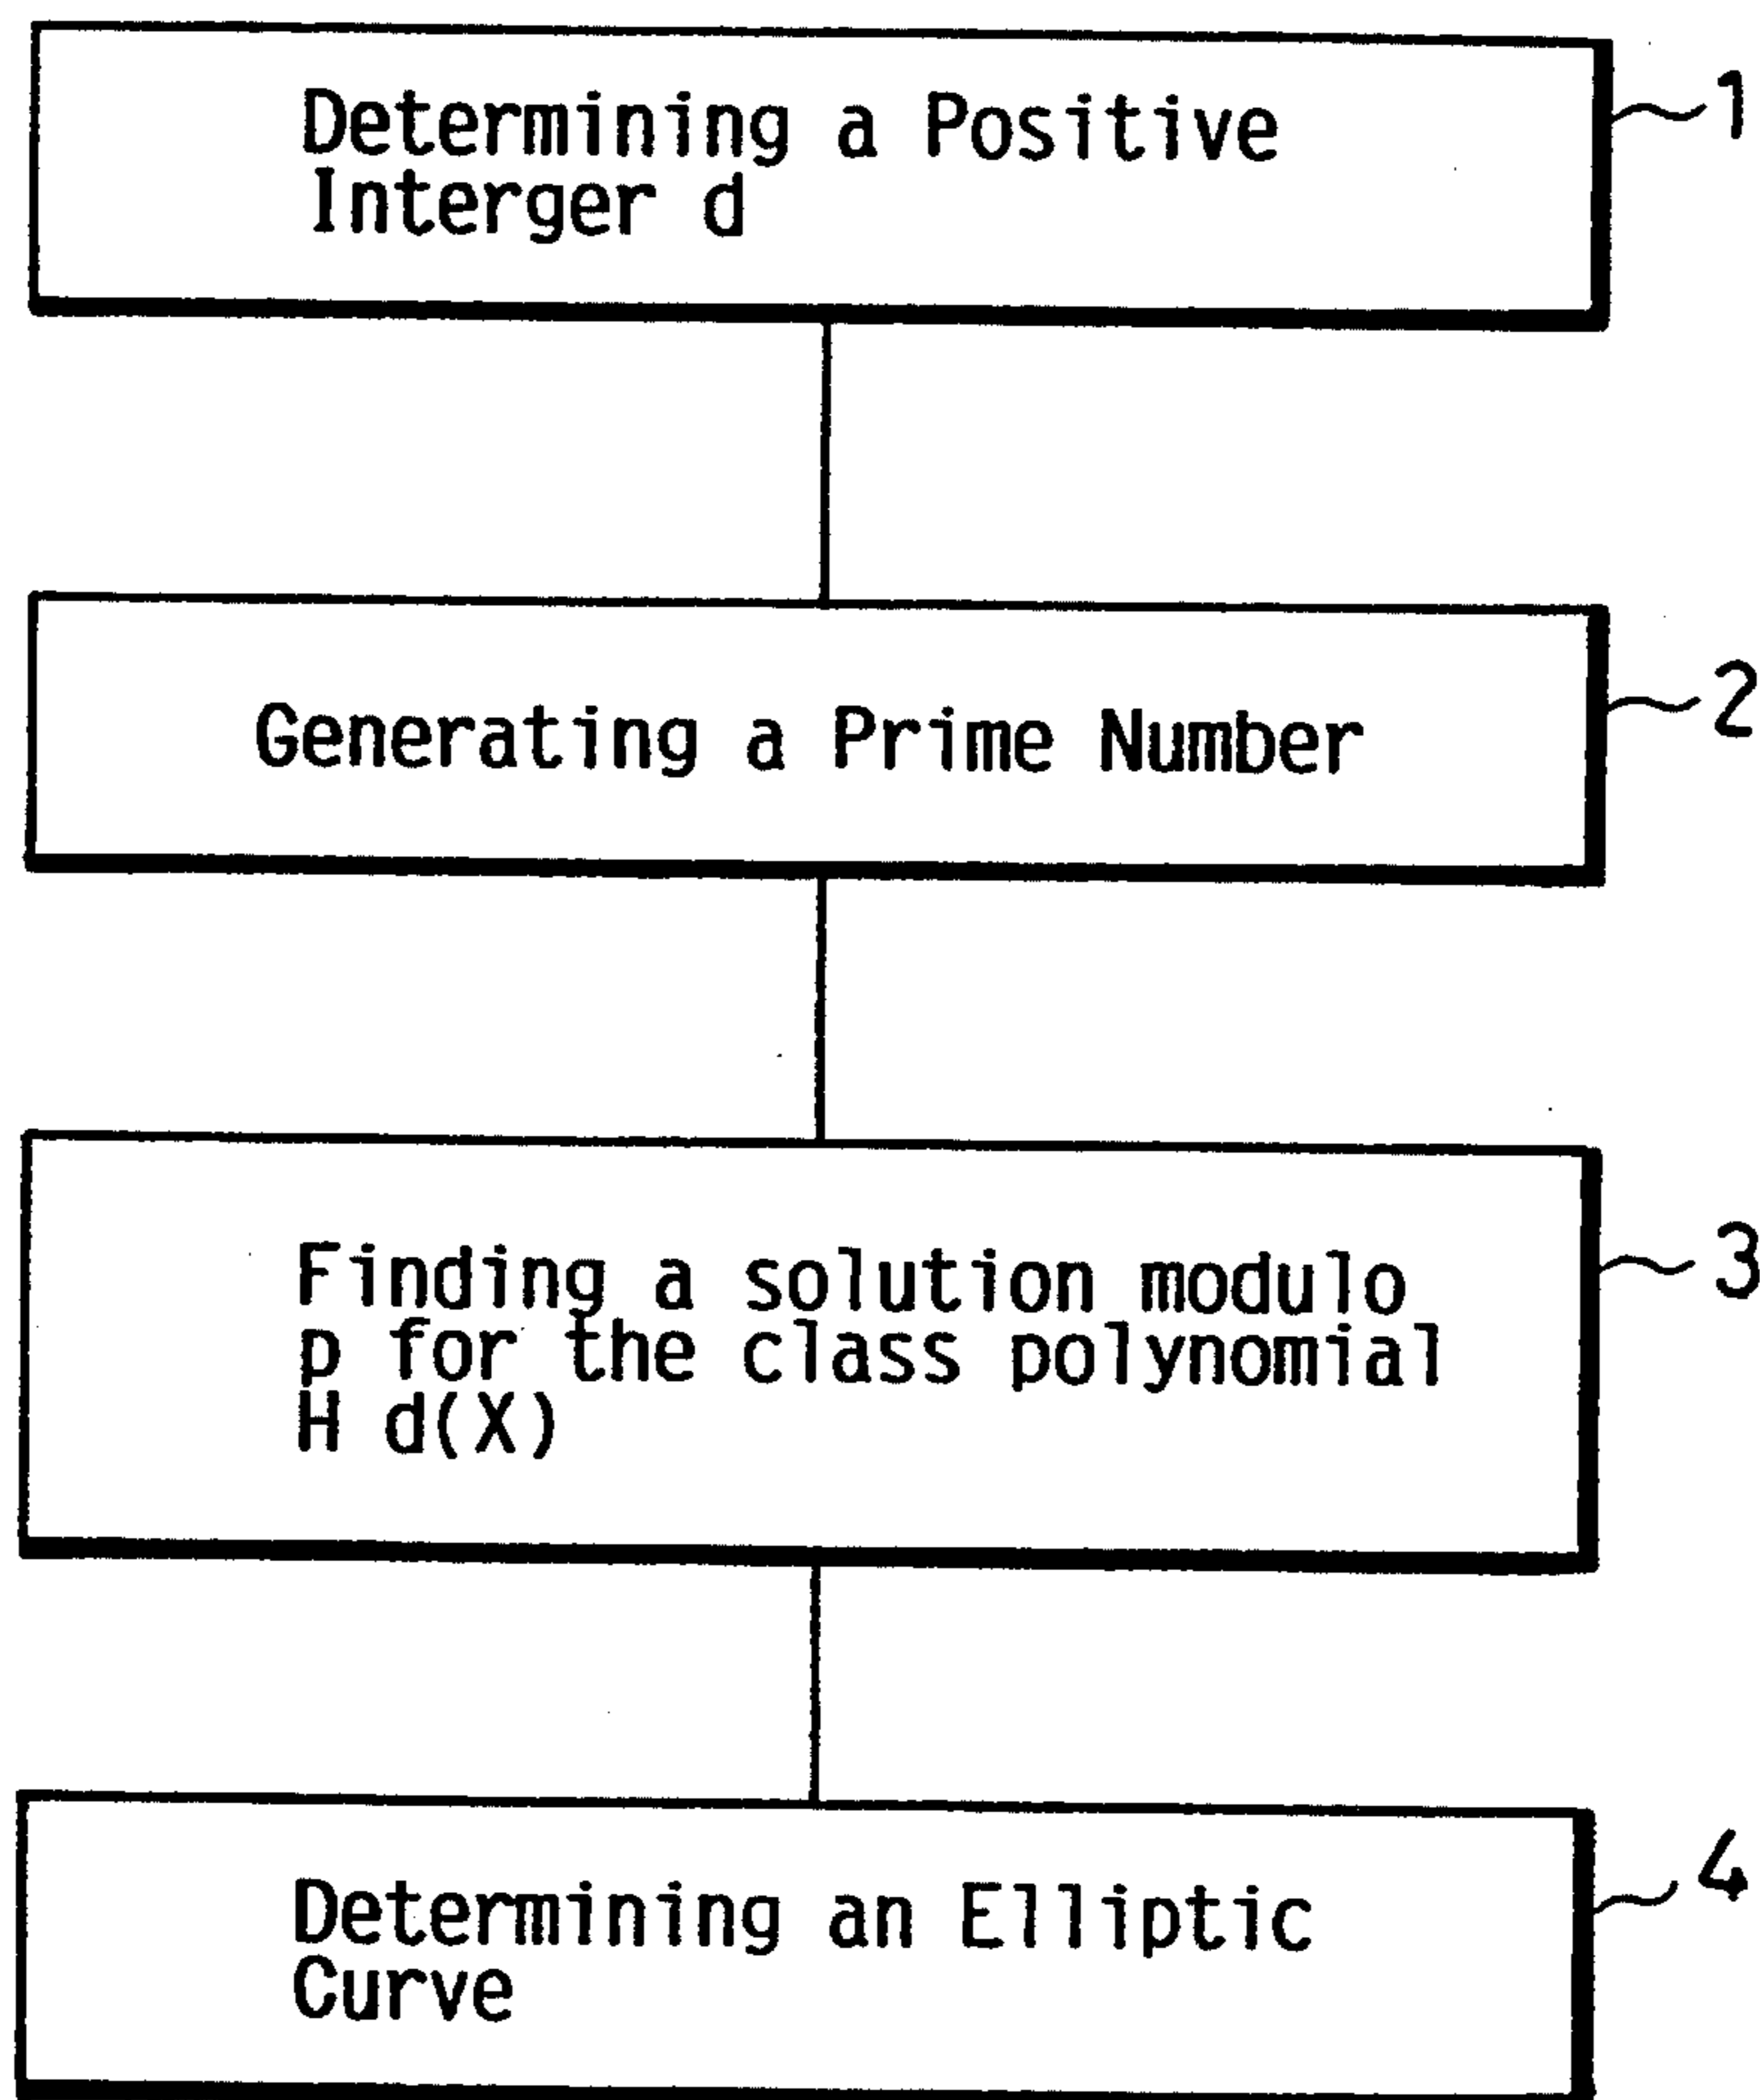 Determining a Positive
Interger d
1
Generating a Prime Number
2
Finding a solution modulo
p for the class polynomial
H d(X)
3
Determining an Elliptic
Curve
4